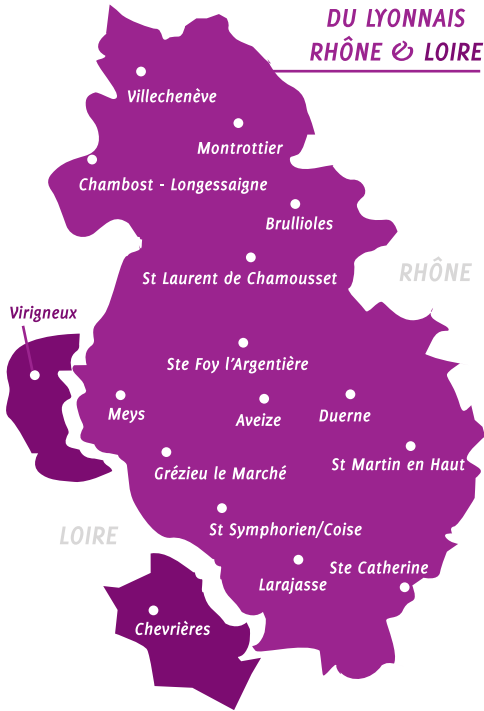 DU LYONNAIS
RHÔNE & LOIRE
Villechenève
Montrottier
Chambost - Longessaigne
Brullioles
RHÔNE
St Laurent de Chamousset
Virigneux
Ste Foy l'Argentière
Meys
Aveize
Duerne
St Martin en Haut
Grézieu le Marché
St Symphorien/Coise
LOIRE
Ste Catherine
Larajasse
Chevrières